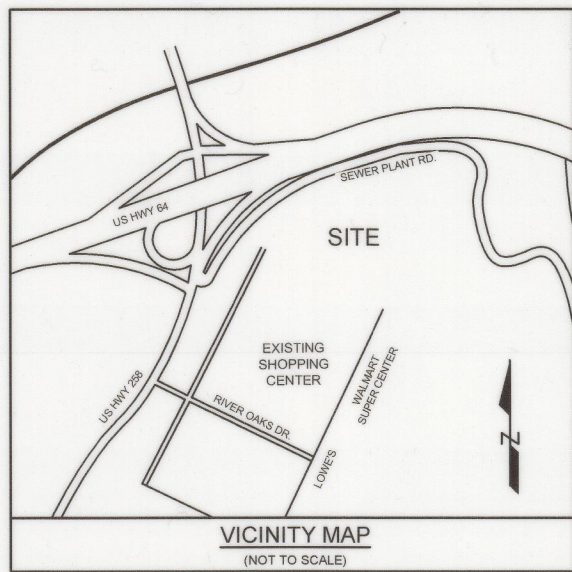 US HWY 64
SEWER PLANT RD.
SITE
EXISTING
SHOPPING
CENTER
WALMART
SUPER CENTER
US HWY 258
RIVER OAKS DR.
LOWE'S
N
VICINITY MAP
(NOT TO SCALE)